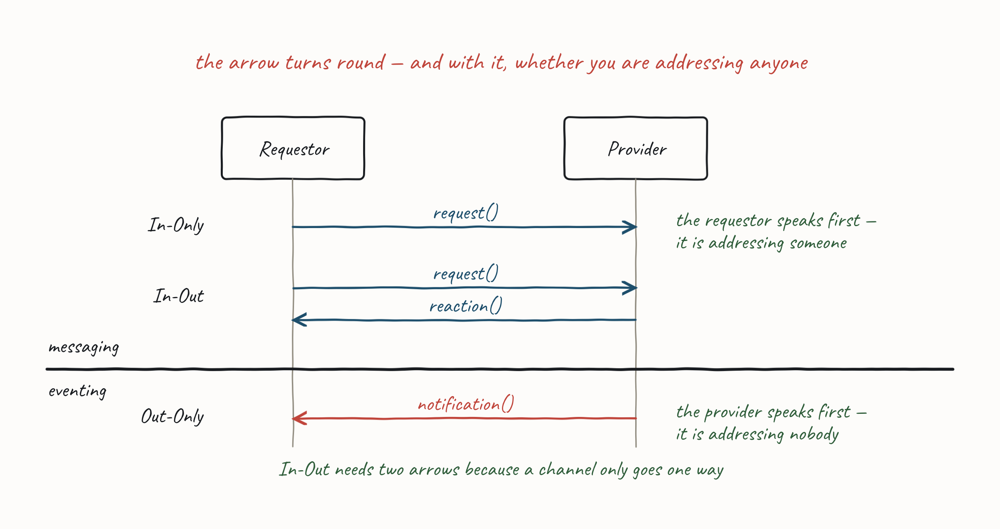 the arrow turns round – and with it, whether you are addressing anyone
Requestor
Provider
In-Only
request()
the requestor speaks first –
it is addressing someone
In-Out
request()
reaction()
messaging
eventing
Out-Only
notification()
the provider speaks first –
it is addressing nobody
In-Out needs two arrows because a channel only goes one way